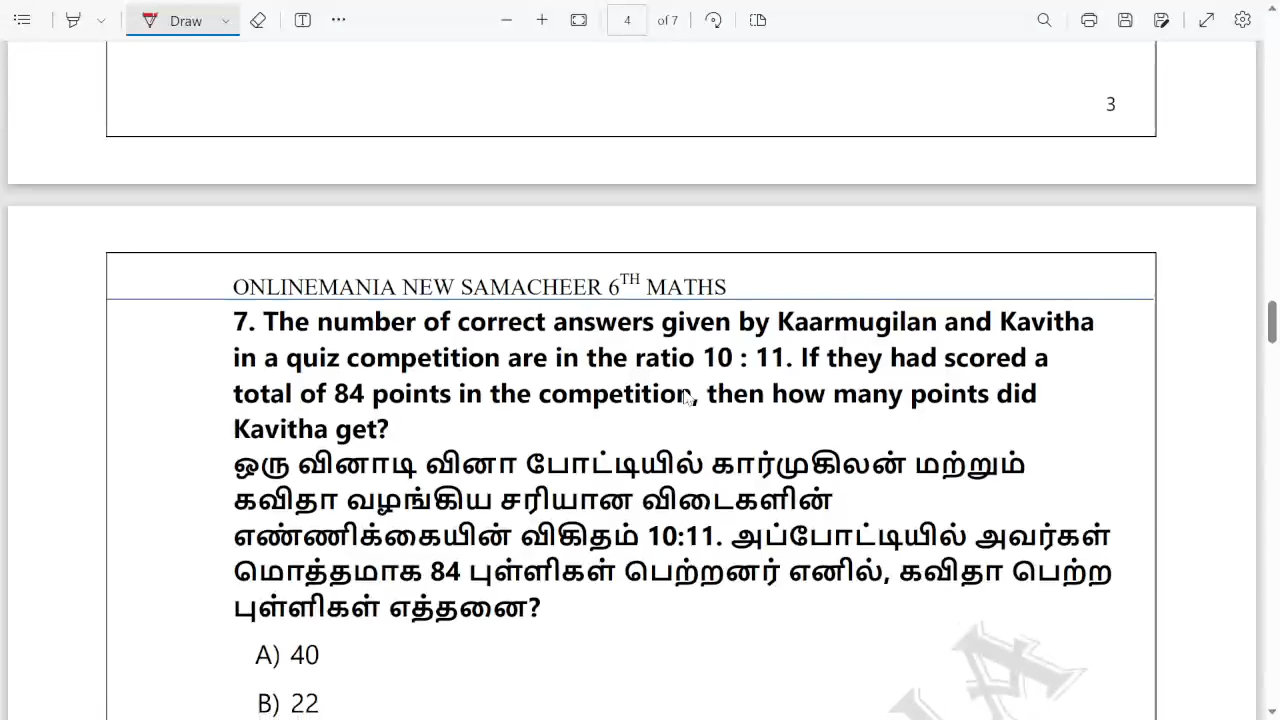 Draw
4 of 7
3
ONLINEMANIA NEW SAMACHEER 6TH MATHS
7. The number of correct answers given by Kaarmugilan and Kavitha
in a quiz competition are in the ratio 10 : 11. If they had scored a
total of 84 points in the competition, then how many points did
Kavitha get?
ஒரு வினாடி வினா போட்டியில் கார்முகிலன் மற்றும்
கவிதா வழங்கிய சரியான விடைகளின்
எண்ணிக்கையின் விகிதம் 10:11. அப்போட்டியில் அவர்கள்
மொத்தமாக 84 புள்ளிகள் பெற்றனர் எனில், கவிதா பெற்ற
புள்ளிகள் எத்தனை?
A) 40
B) 22